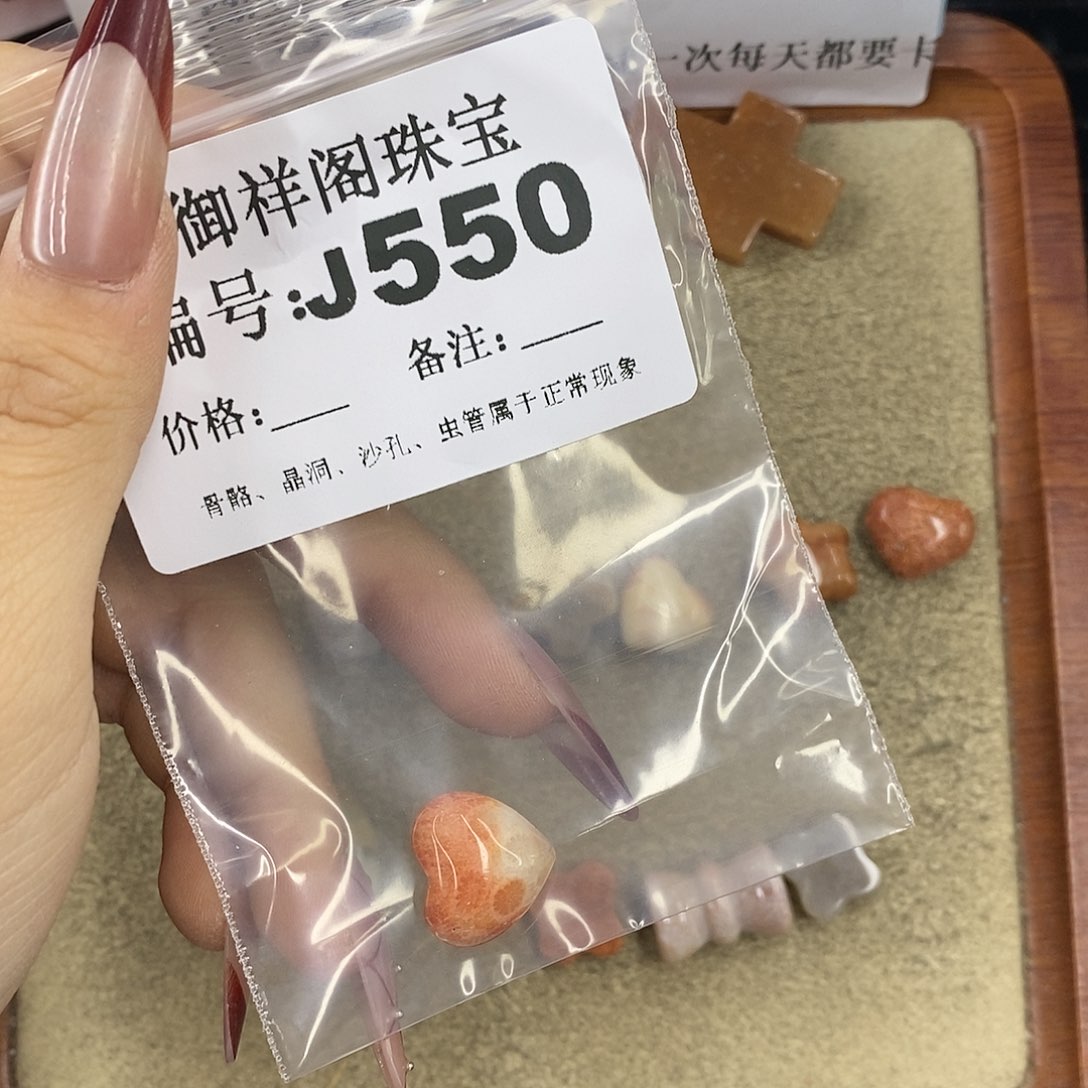 一次每天都要卡
御祥阁珠宝
编号:J550
备注:
价格:
骨骼、晶洞、沙孔、虫管属于正常现象